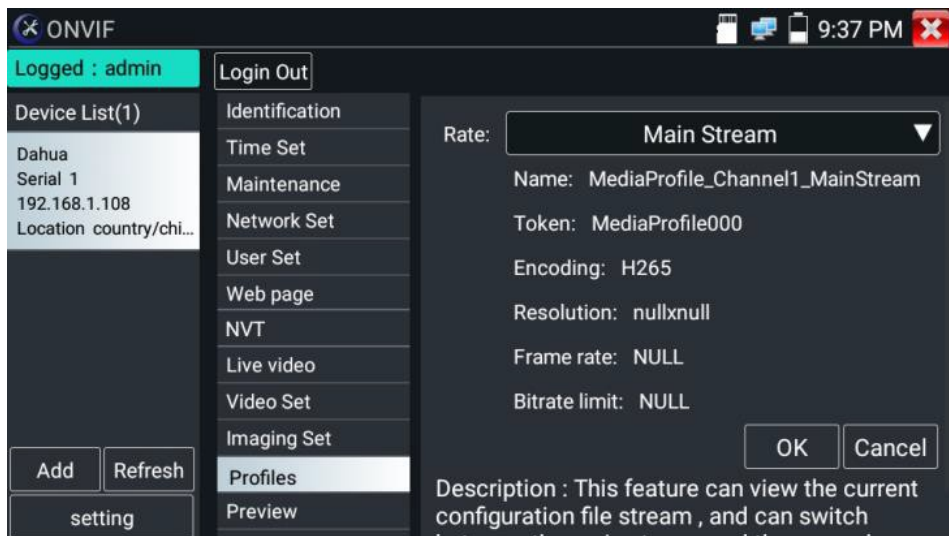 ONVIF
9:37 PM
Logged : admin
Login Out
Device List(1)
Dahua
Serial 1
192.168.1.108
Location country/chi...
Add
Refresh
setting
Identification
Time Set
Maintenance
Network Set
User Set
Web page
NVT
Live video
Video Set
Imaging Set
Profiles
Preview
Rate: Main Stream
Name: MediaProfile_Channel1_MainStream
Token: MediaProfile000
Encoding: H265
Resolution: nullxnull
Frame rate: NULL
Bitrate limit: NULL
OK
Cancel
Description : This feature can view the current
configuration file stream , and can switch